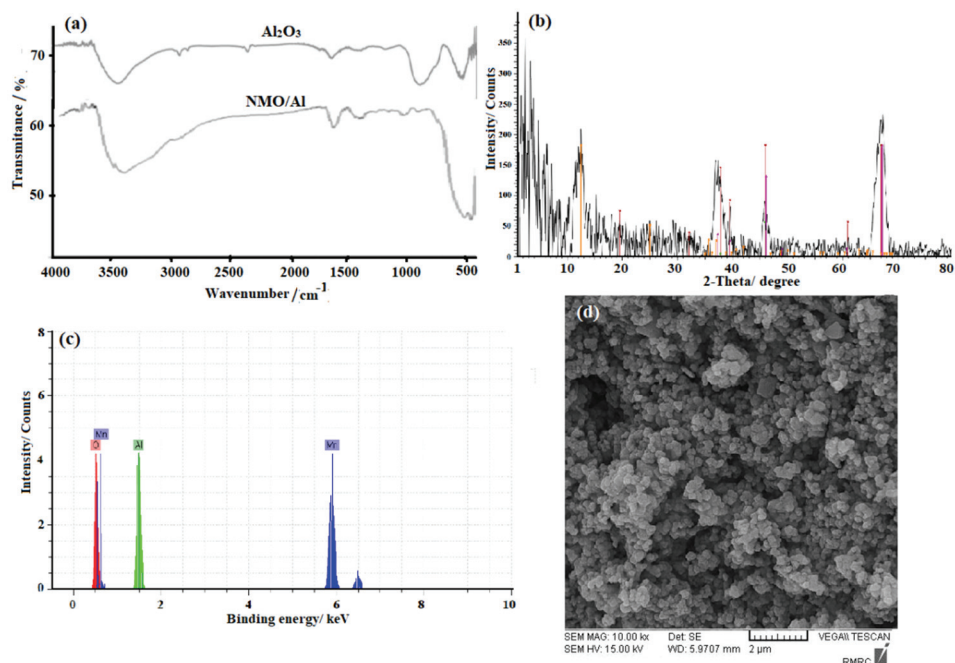 (a)
Al₂O₃
NMO/Al
Transmitance / %
70
60
50
4000 3500 3000 2500 2000 1500 1000 500
Wavenumber /cm⁻¹
(b)
Intensity/ Counts
350
300
250
200
150
100
50
0
1 10 20 30 40 50 60 70 80
2-Theta/ degree
(c)
Intensity/ Counts
8
6
4
2
0
O
Mn
Al
0 2 4 6 8 10
Binding energy/ keV
(d)
SEM MAG: 10.00 kx Det: SE VEGA\\ TESCAN
SEM HV: 15.00 kV WD: 5.9707 mm 2 µm
RMRC